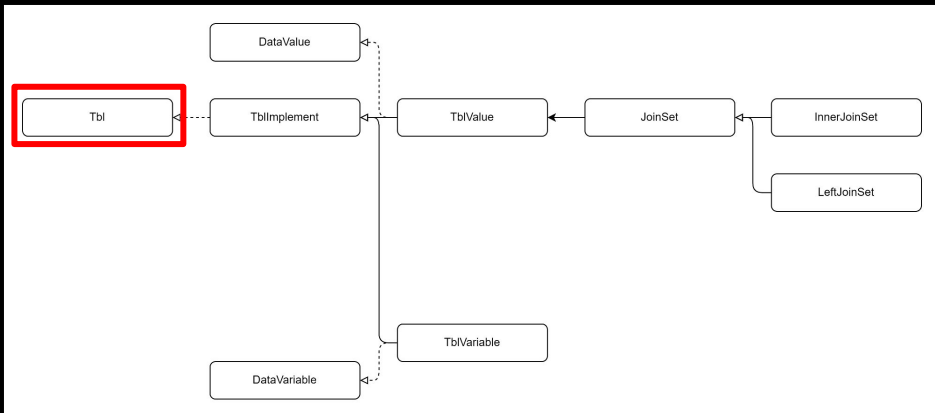 DataValue
Tbl
TblImplement
TblValue
JoinSet
InnerJoinSet
LeftJoinSet
TblVariable
DataVariable